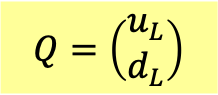 Q = (u_L
d_L)